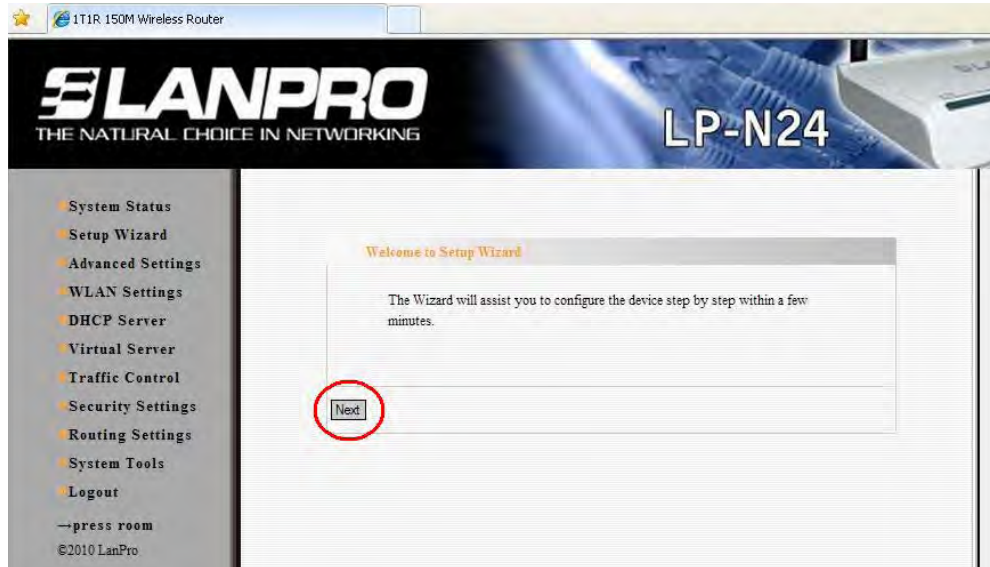 1T1R 150M Wireless Router
LANPRO
THE NATURAL CHOICE IN NETWORKING
LP-N24
System Status
Setup Wizard
Advanced Settings
WLAN Settings
DHCP Server
Virtual Server
Traffic Control
Security Settings
Routing Settings
System Tools
Logout
→press room
©2010 LanPro
Welcome to Setup Wizard
The Wizard will assist you to configure the device step by step within a few
minutes.
Next